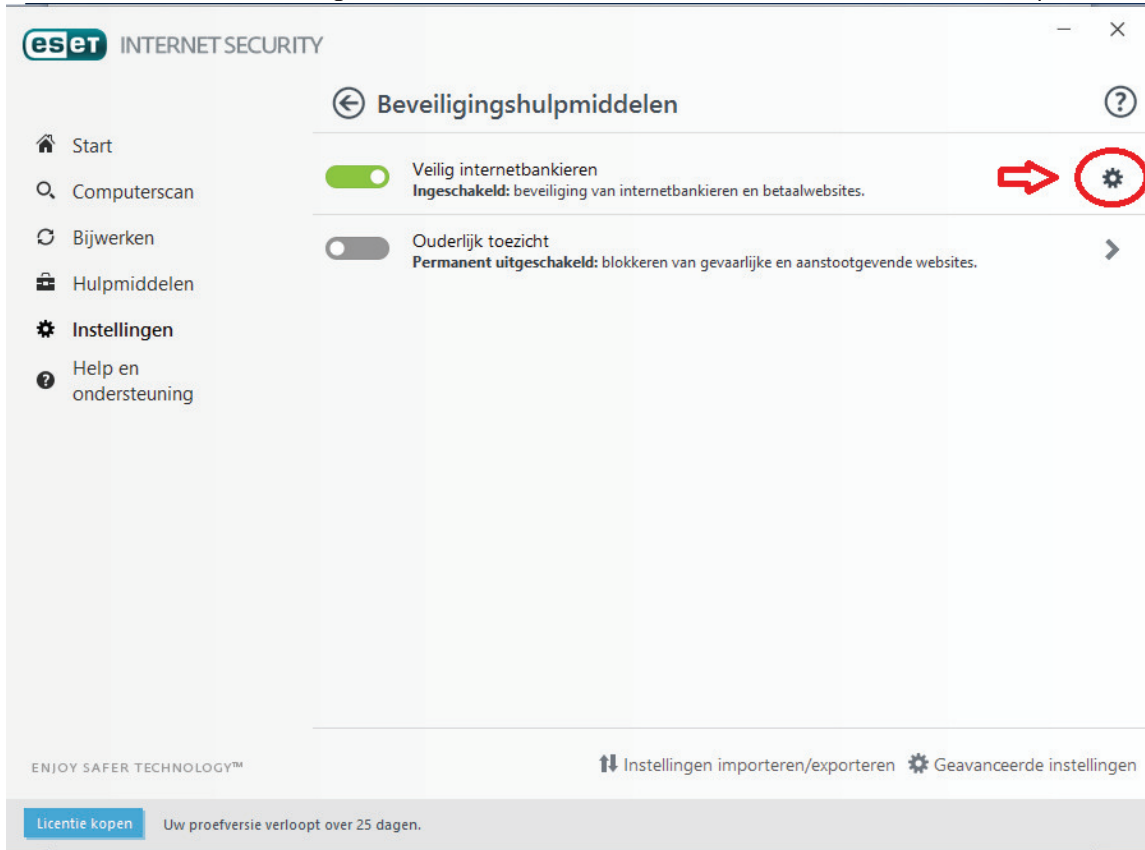 eset INTERNET SECURITY
Beveiligingshulpmiddelen
?
Start
Computerscan
Bijwerken
Hulpmiddelen
Instellingen
Help en
ondersteuning
Veilig internetbankieren
Ingeschakeld: beveiliging van internetbankieren en betaalwebsites.
Ouderlijk toezicht
Permanent uitgeschakeld: blokkeren van gevaarlijke en aanstootgevende websites.
ENJOY SAFER TECHNOLOGY™
Instellingen importeren/exporteren Geavanceerde instellingen
Licentie kopen Uw proefversie verloopt over 25 dagen.